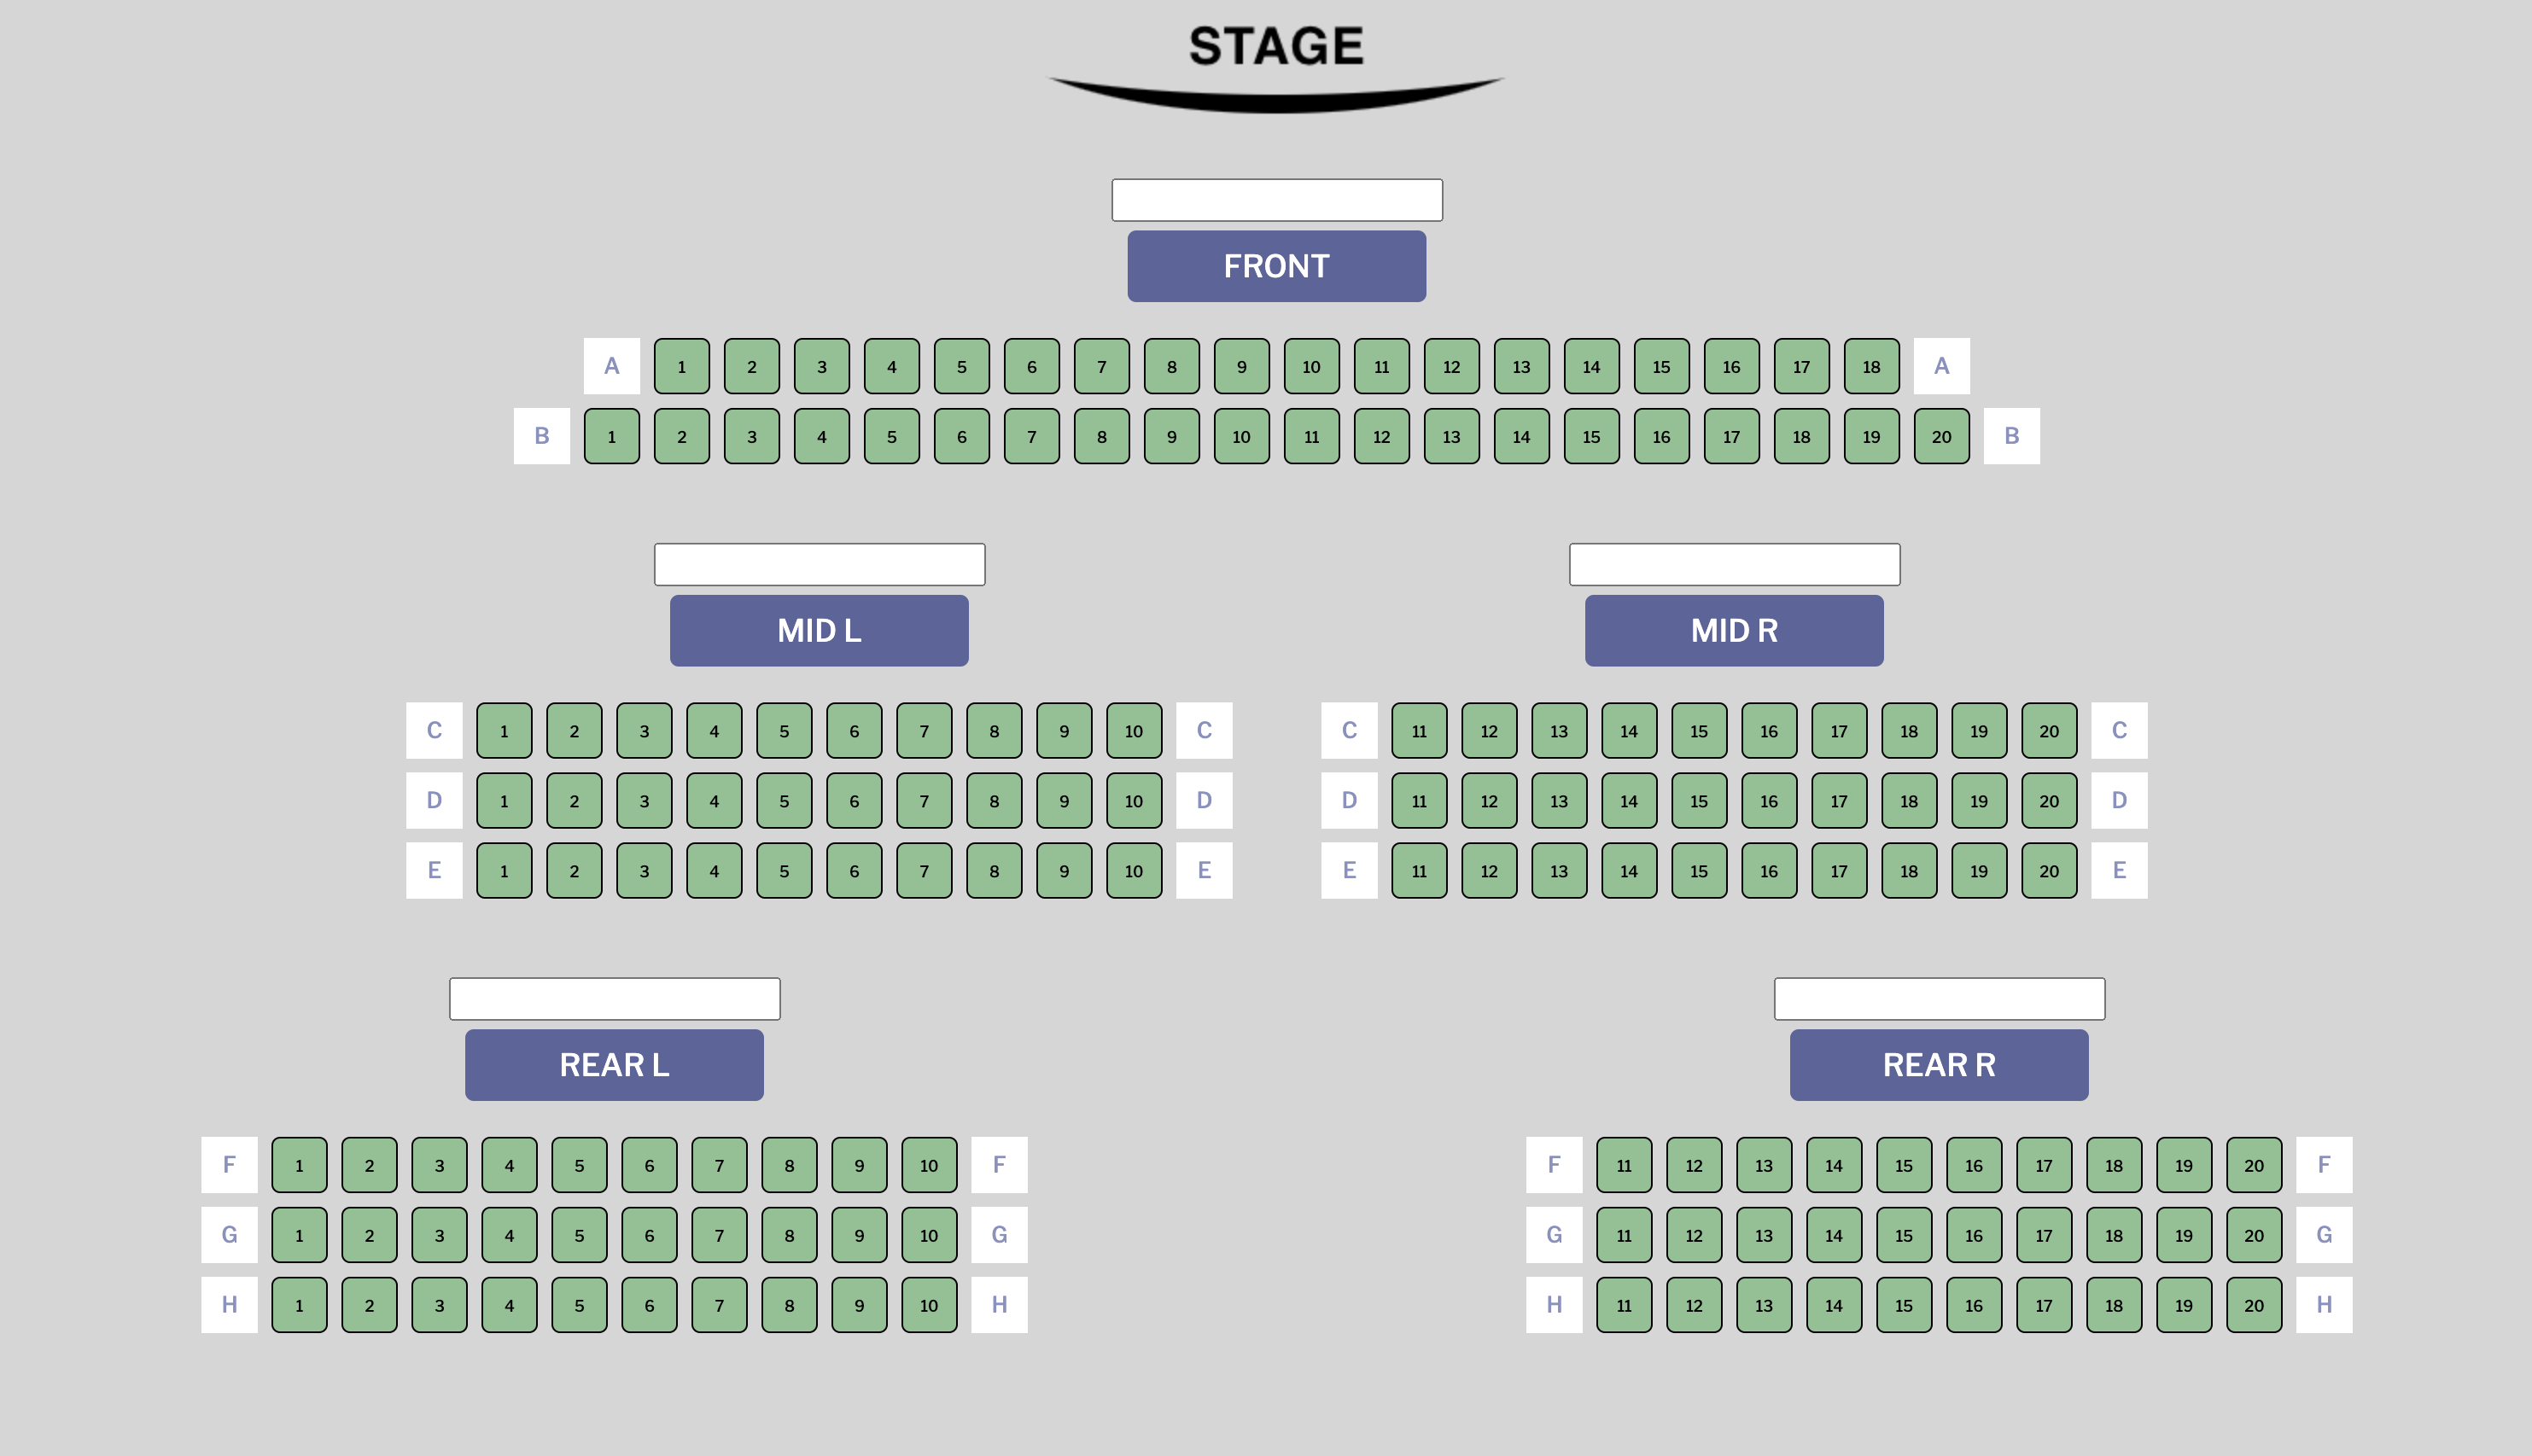 STAGE
FRONT
A 1 2 3 4 5 6 7 8 9 10 11 12 13 14 15 16 17 18 A
B 1 2 3 4 5 6 7 8 9 10 11 12 13 14 15 16 17 18 19 20 B
MID L
C 1 2 3 4 5 6 7 8 9 10 C
D 1 2 3 4 5 6 7 8 9 10 D
E 1 2 3 4 5 6 7 8 9 10 E
MID R
C 11 12 13 14 15 16 17 18 19 20 C
D 11 12 13 14 15 16 17 18 19 20 D
E 11 12 13 14 15 16 17 18 19 20 E
REAR L
F 1 2 3 4 5 6 7 8 9 10 F
G 1 2 3 4 5 6 7 8 9 10 G
H 1 2 3 4 5 6 7 8 9 10 H
REAR R
F 11 12 13 14 15 16 17 18 19 20 F
G 11 12 13 14 15 16 17 18 19 20 G
H 11 12 13 14 15 16 17 18 19 20 H